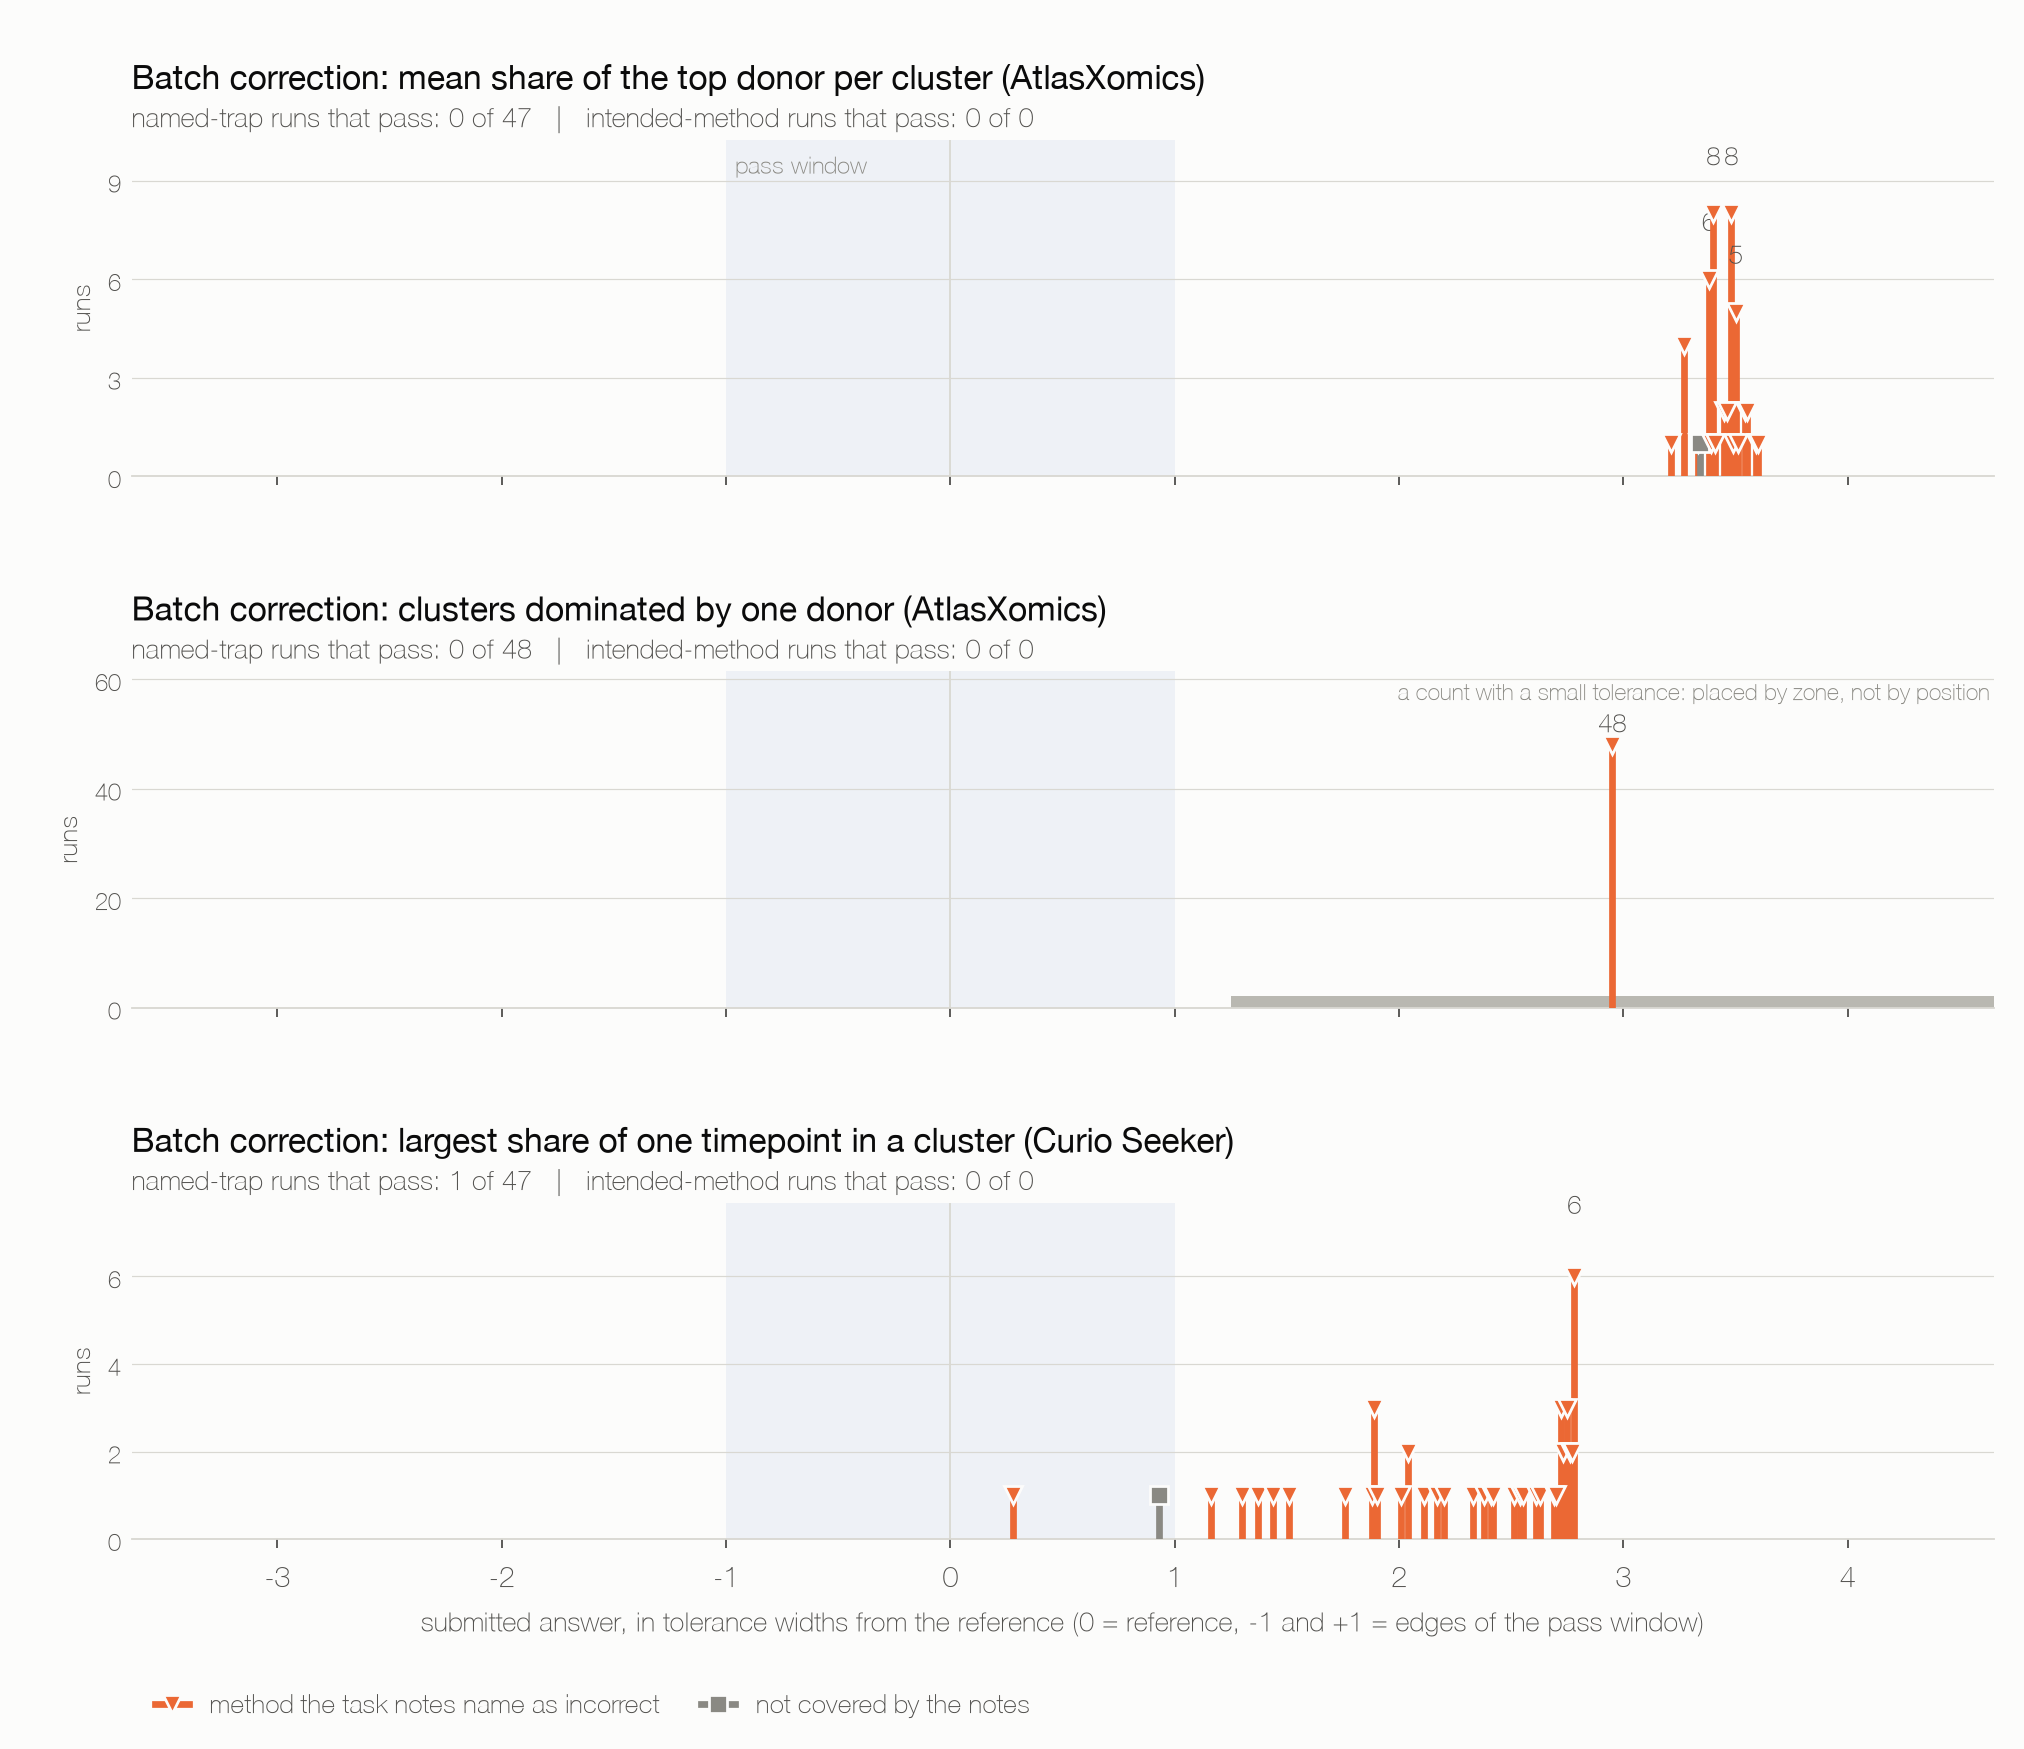 Batch correction: mean share of the top donor per cluster (AtlasXomics)
named-trap runs that pass: 0 of 47 | intended-method runs that pass: 0 of 0
pass window
88
6
5
9
6
3
0
runs
Batch correction: clusters dominated by one donor (AtlasXomics)
named-trap runs that pass: 0 of 48 | intended-method runs that pass: 0 of 0
a count with a small tolerance: placed by zone, not by position
48
60
40
20
0
runs
Batch correction: largest share of one timepoint in a cluster (Curio Seeker)
named-trap runs that pass: 1 of 47 | intended-method runs that pass: 0 of 0
6
6
4
2
0
runs
-3 -2 -1 0 1 2 3 4
submitted answer, in tolerance widths from the reference (0 = reference, -1 and +1 = edges of the pass window)
method the task notes name as incorrect
not covered by the notes